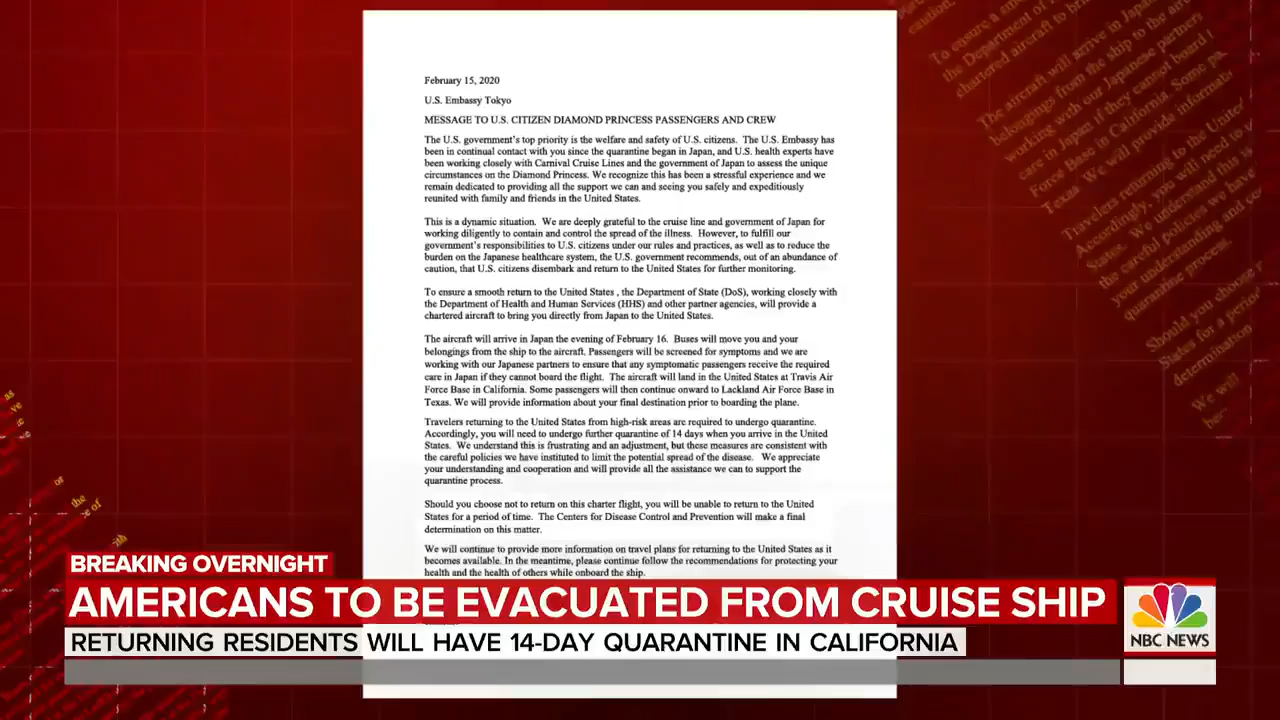 February 15, 2020
U.S. Embassy Tokyo
MESSAGE TO U.S. CITIZEN DIAMOND PRINCESS PASSENGERS AND CREW
The U.S. government's top priority is the welfare and safety of U.S. citizens. The U.S. Embassy has
been in continual contact with you since the quarantine began in Japan, and U.S. health experts have
been working closely with Carnival Cruise Lines and the government of Japan to assess the unique
circumstances on the Diamond Princess. We recognize this has been a stressful experience and we
remain dedicated to providing all the support we can and seeing you safely and expeditiously
reunited with family and friends in the United States.
This is a dynamic situation. We are deeply grateful to the cruise line and government of Japan for
working diligently to contain and control the spread of the illness. However, to fulfill our
government's responsibilities to U.S. citizens under our rules and practices, as well as to reduce the
burden on the Japanese healthcare system, the U.S. government recommends, out of an abundance of
caution, that U.S. citizens disembark and return to the United States for further monitoring.
To ensure a smooth return to the United States , the Department of State (DoS), working closely with
the Department of Health and Human Services (HHS) and other partner agencies, will provide a
chartered aircraft to bring you directly from Japan to the United States.
The aircraft will arrive in Japan the evening of February 16. Buses will move you and your
belongings from the ship to the aircraft. Passengers will be screened for symptoms and we are
working with our Japanese partners to ensure that any symptomatic passengers receive the required
care in Japan if they cannot board the flight. The aircraft will land in the United States at Travis Air
Force Base in California. Some passengers will then continue onward to Lackland Air Force Base in
Texas. We will provide information about your final destination prior to boarding the plane.
Travelers returning to the United States from high-risk areas are required to undergo quarantine.
Accordingly, you will need to undergo further quarantine of 14 days when you arrive in the United
States. We understand this is frustrating and an adjustment, but these measures are consistent with
the careful policies we have instituted to limit the potential spread of the disease. We appreciate
your understanding and cooperation and will provide all the assistance we can to support the
quarantine process.
Should you choose not to return on this charter flight, you will be unable to return to the United
States for a period of time. The Centers for Disease Control and Prevention will make a final
determination on this matter.
We will continue to provide more information on travel plans for returning to the United States as it
becomes available. In the meantime, please continue follow the recommendations for protecting your
health and the health of others while onboard the ship.
BREAKING OVERNIGHT
AMERICANS TO BE EVACUATED FROM CRUISE SHIP
RETURNING RESIDENTS WILL HAVE 14-DAY QUARANTINE IN CALIFORNIA
NBC NEWS